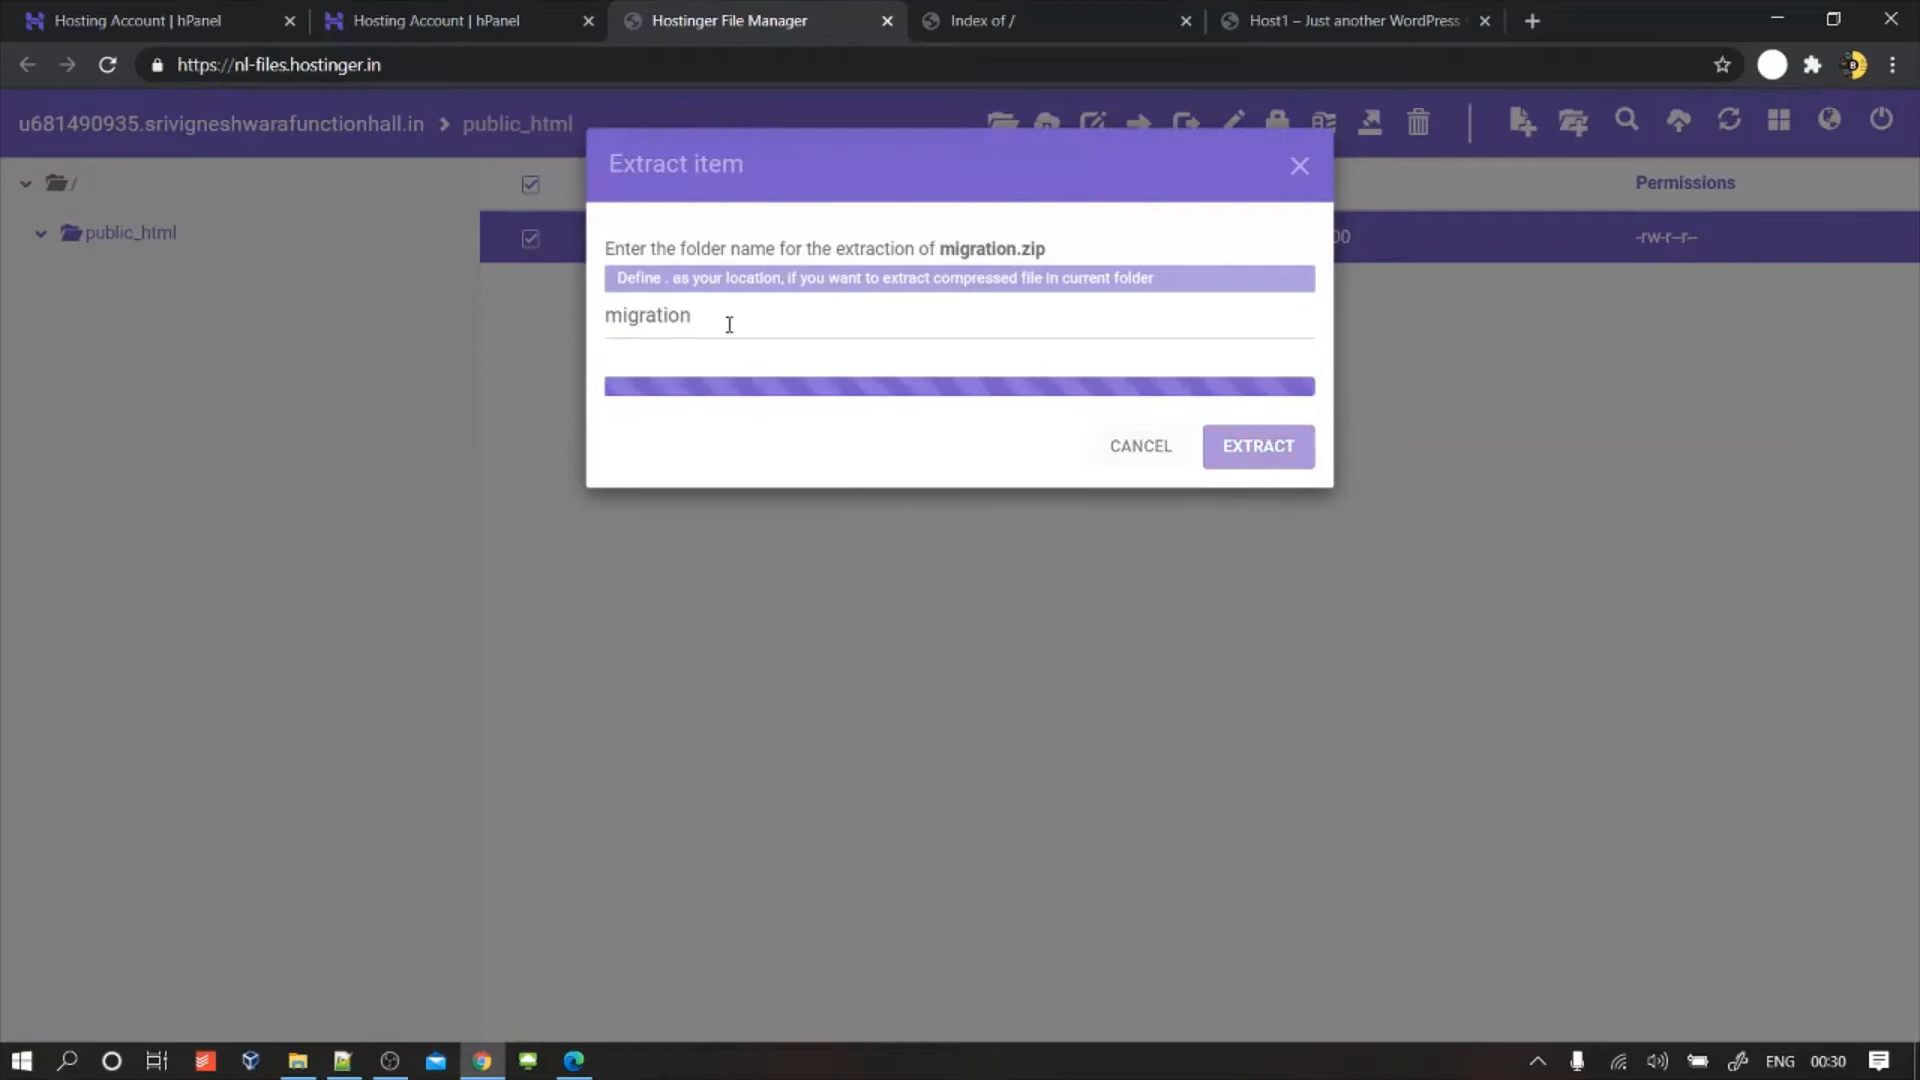 Hosting Account | hPanel
Hosting Account | hPanel
Hostinger File Manager
Index of /
Host1 – Just another WordPress
https://nl-files.hostinger.in
u681490935.srivigneshwarafunctionhall.in
public_html
/
public_html
Extract item
Enter the folder name for the extraction of migration.zip
Define . as your location, if you want to extract compressed file in current folder
migration
CANCEL
EXTRACT
Permissions
00
-rw-r--r--
ENG
00:30